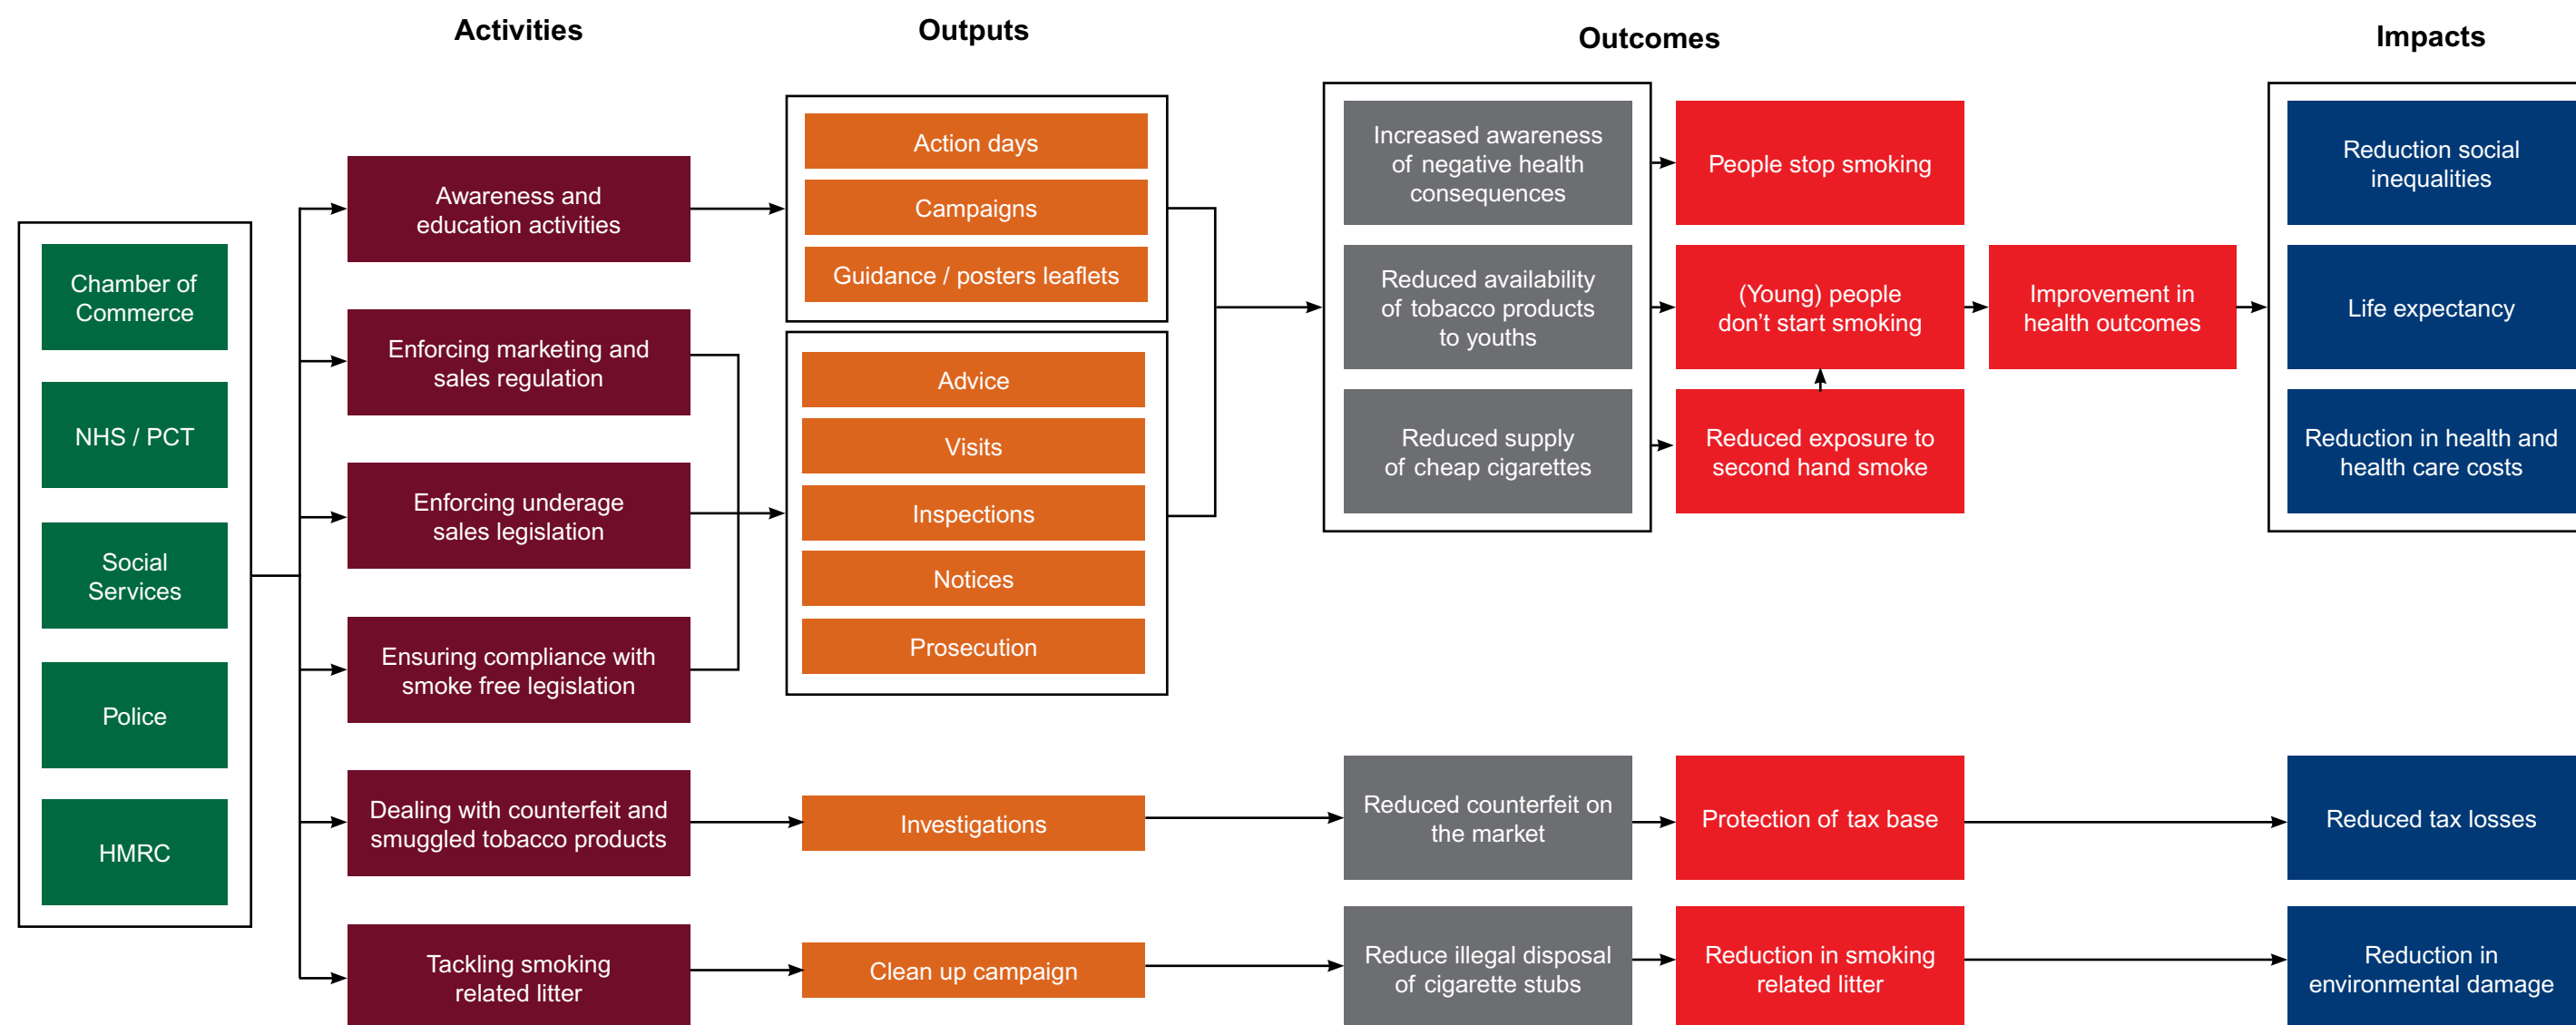 Activities
Outputs
Outcomes
Impacts
Chamber of
Commerce
NHS / PCT
Social
Services
Police
HMRC
Awareness and
education activities
Enforcing marketing and
sales regulation
Enforcing underage
sales legislation
Ensuring compliance with
smoke free legislation
Dealing with counterfeit and
smuggled tobacco products
Tackling smoking
related litter
Action days
Campaigns
Guidance / posters leaflets
Advice
Visits
Inspections
Notices
Prosecution
Investigations
Clean up campaign
Increased awareness
of negative health
consequences
Reduced availability
of tobacco products
to youths
Reduced supply
of cheap cigarettes
Reduced counterfeit on
the market
Reduce illegal disposal
of cigarette stubs
People stop smoking
(Young) people
don’t start smoking
Reduced exposure to
second hand smoke
Protection of tax base
Reduction in smoking
related litter
Improvement in
health outcomes
Reduction social
inequalities
Life expectancy
Reduction in health and
health care costs
Reduced tax losses
Reduction in
environmental damage